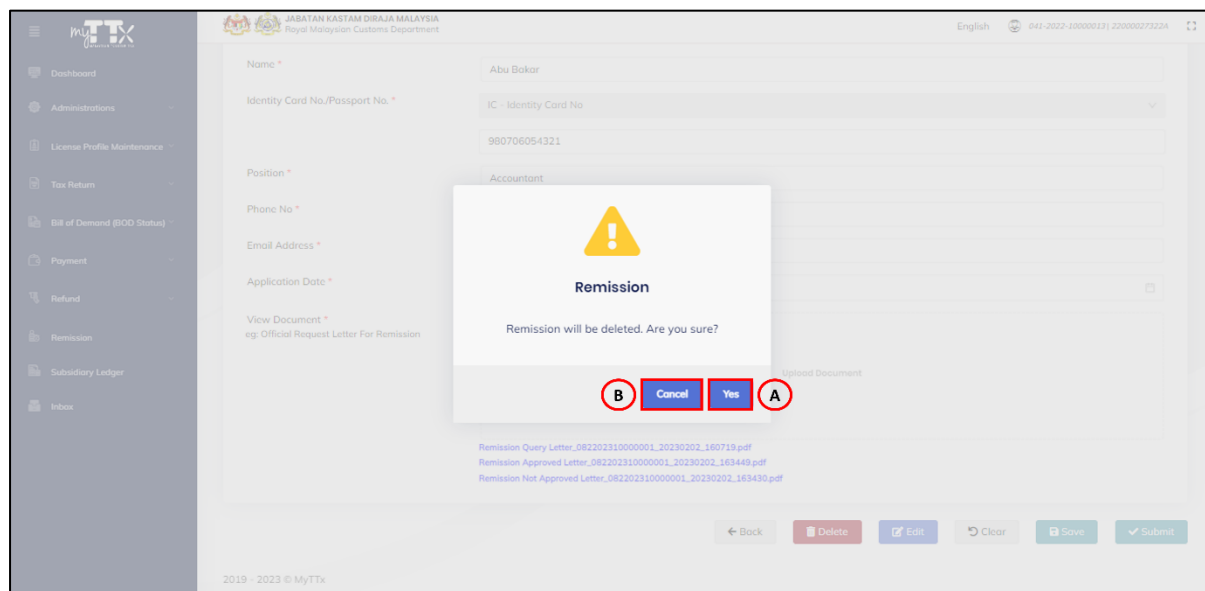 myTTX
JABATAN KASTAM DIRAJA MALAYSIA
Royal Malaysian Customs Department
English
041-2022-10000013| 22000027322A
Dashboard
Administrations
License Profile Maintenance
Tax Return
Bill of Demand (BOD Status)
Payment
Refund
Remission
Subsidiary Ledger
Inbox
Name *
Abu Bakar
Identity Card No./Passport No. *
IC - Identity Card No
980706054321
Position *
Accountant
Phone No *
Email Address *
Application Date *
View Document *
eg: Official Request Letter For Remission
Upload Document
Remission
Remission will be deleted. Are you sure?
B Cancel Yes A
Remission Query Letter_082202310000001_20230202_160719.pdf
Remission Approved Letter_082202310000001_20230202_163449.pdf
Remission Not Approved Letter_082202310000001_20230202_163430.pdf
Back Delete Edit Clear Save Submit
2019 - 2023 © MyTTx